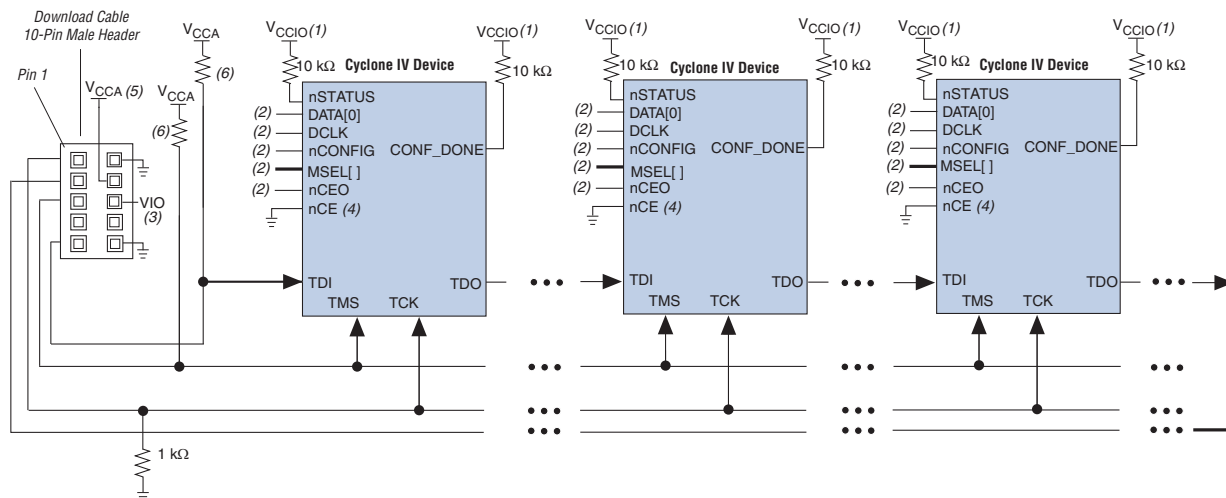 Download Cable
10-Pin Male Header
Pin 1
VCCA (5)
VCCA
(6)
VCCA
(6)
VIO
(3)
1 kΩ
VCCIO (1)
10 kΩ
Cyclone IV Device
VCCIO (1)
10 kΩ
nSTATUS
(2) DATA[0]
(2) DCLK
(2) nCONFIG
CONF_DONE
(2) MSEL[ ]
(2) nCEO
nCE (4)
TDI
TDO
TMS
TCK
VCCIO (1)
10 kΩ
Cyclone IV Device
VCCIO (1)
10 kΩ
nSTATUS
(2) DATA[0]
(2) DCLK
(2) nCONFIG
CONF_DONE
(2) MSEL[ ]
(2) nCEO
nCE (4)
TDI
TDO
TMS
TCK
VCCIO (1)
10 kΩ
Cyclone IV Device
VCCIO (1)
10 kΩ
nSTATUS
(2) DATA[0]
(2) DCLK
(2) nCONFIG
CONF_DONE
(2) MSEL[ ]
(2) nCEO
nCE (4)
TDI
TDO
TMS
TCK